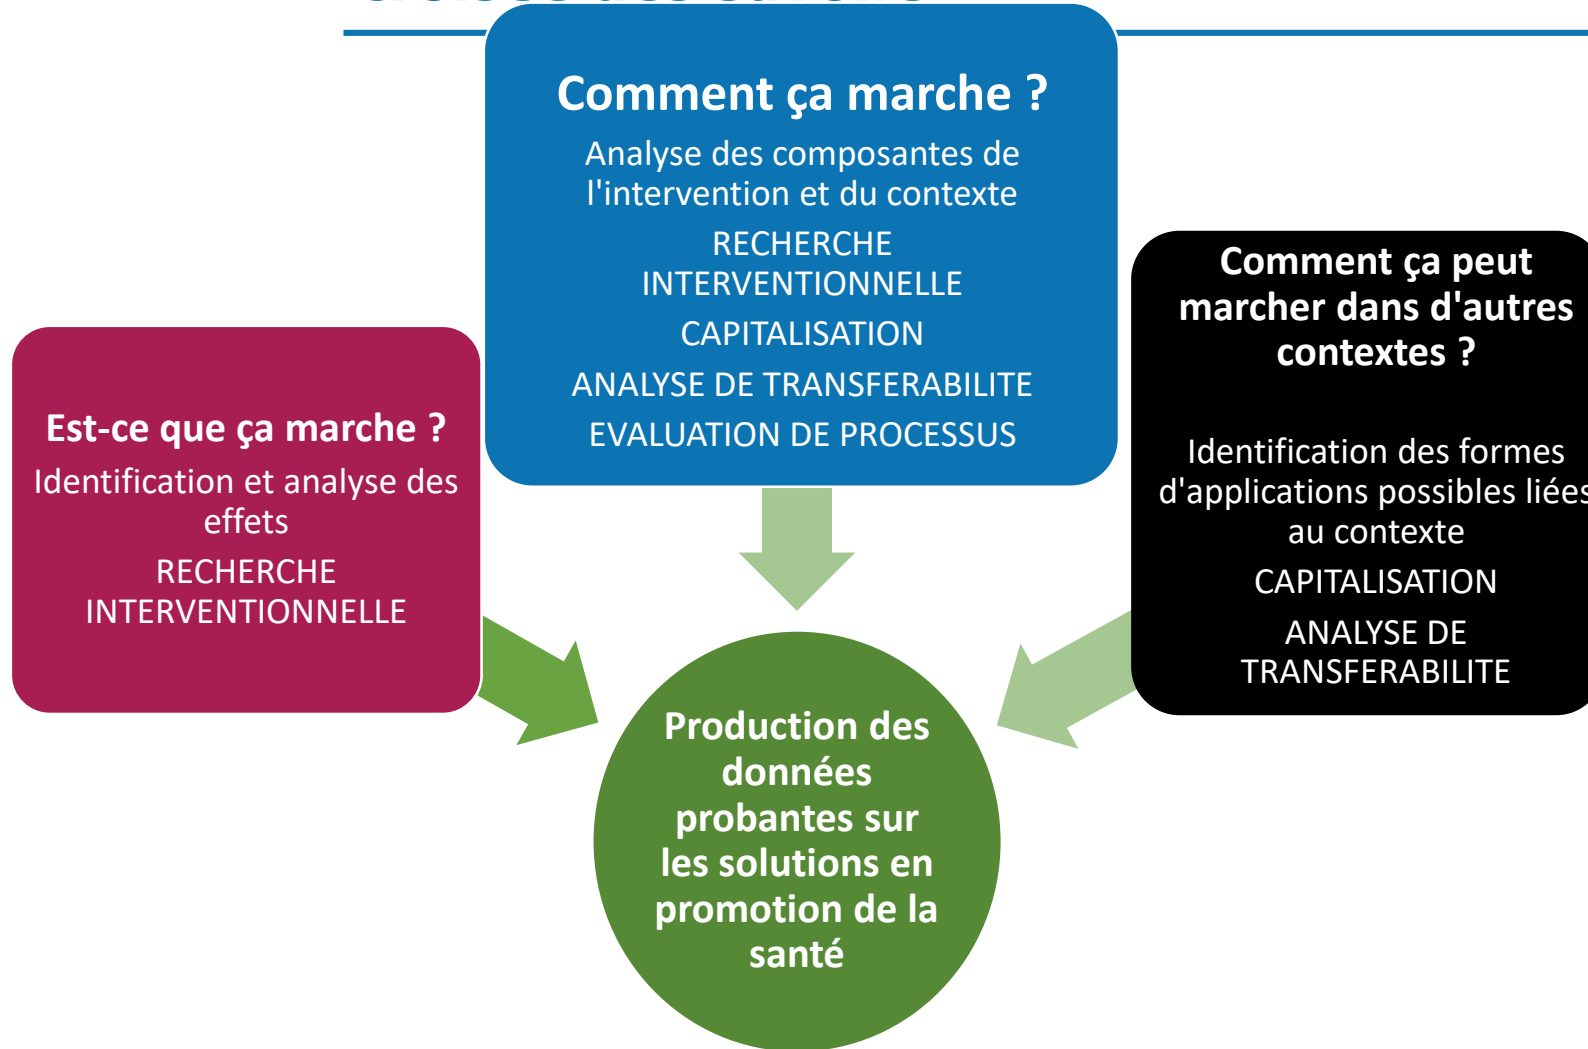 Comment ça marche ?
Analyse des composantes de
l'intervention et du contexte
RECHERCHE
INTERVENTIONNELLE
CAPITALISATION
ANALYSE DE TRANSFERABILITE
EVALUATION DE PROCESSUS
Est-ce que ça marche ?
Identification et analyse des
effets
RECHERCHE
INTERVENTIONNELLE
Comment ça peut
marcher dans d'autres
contextes ?
Identification des formes
d'applications possibles liées
au contexte
CAPITALISATION
ANALYSE DE
TRANSFERABILITE
Production des
données
probantes sur
les solutions en
promotion de la
santé